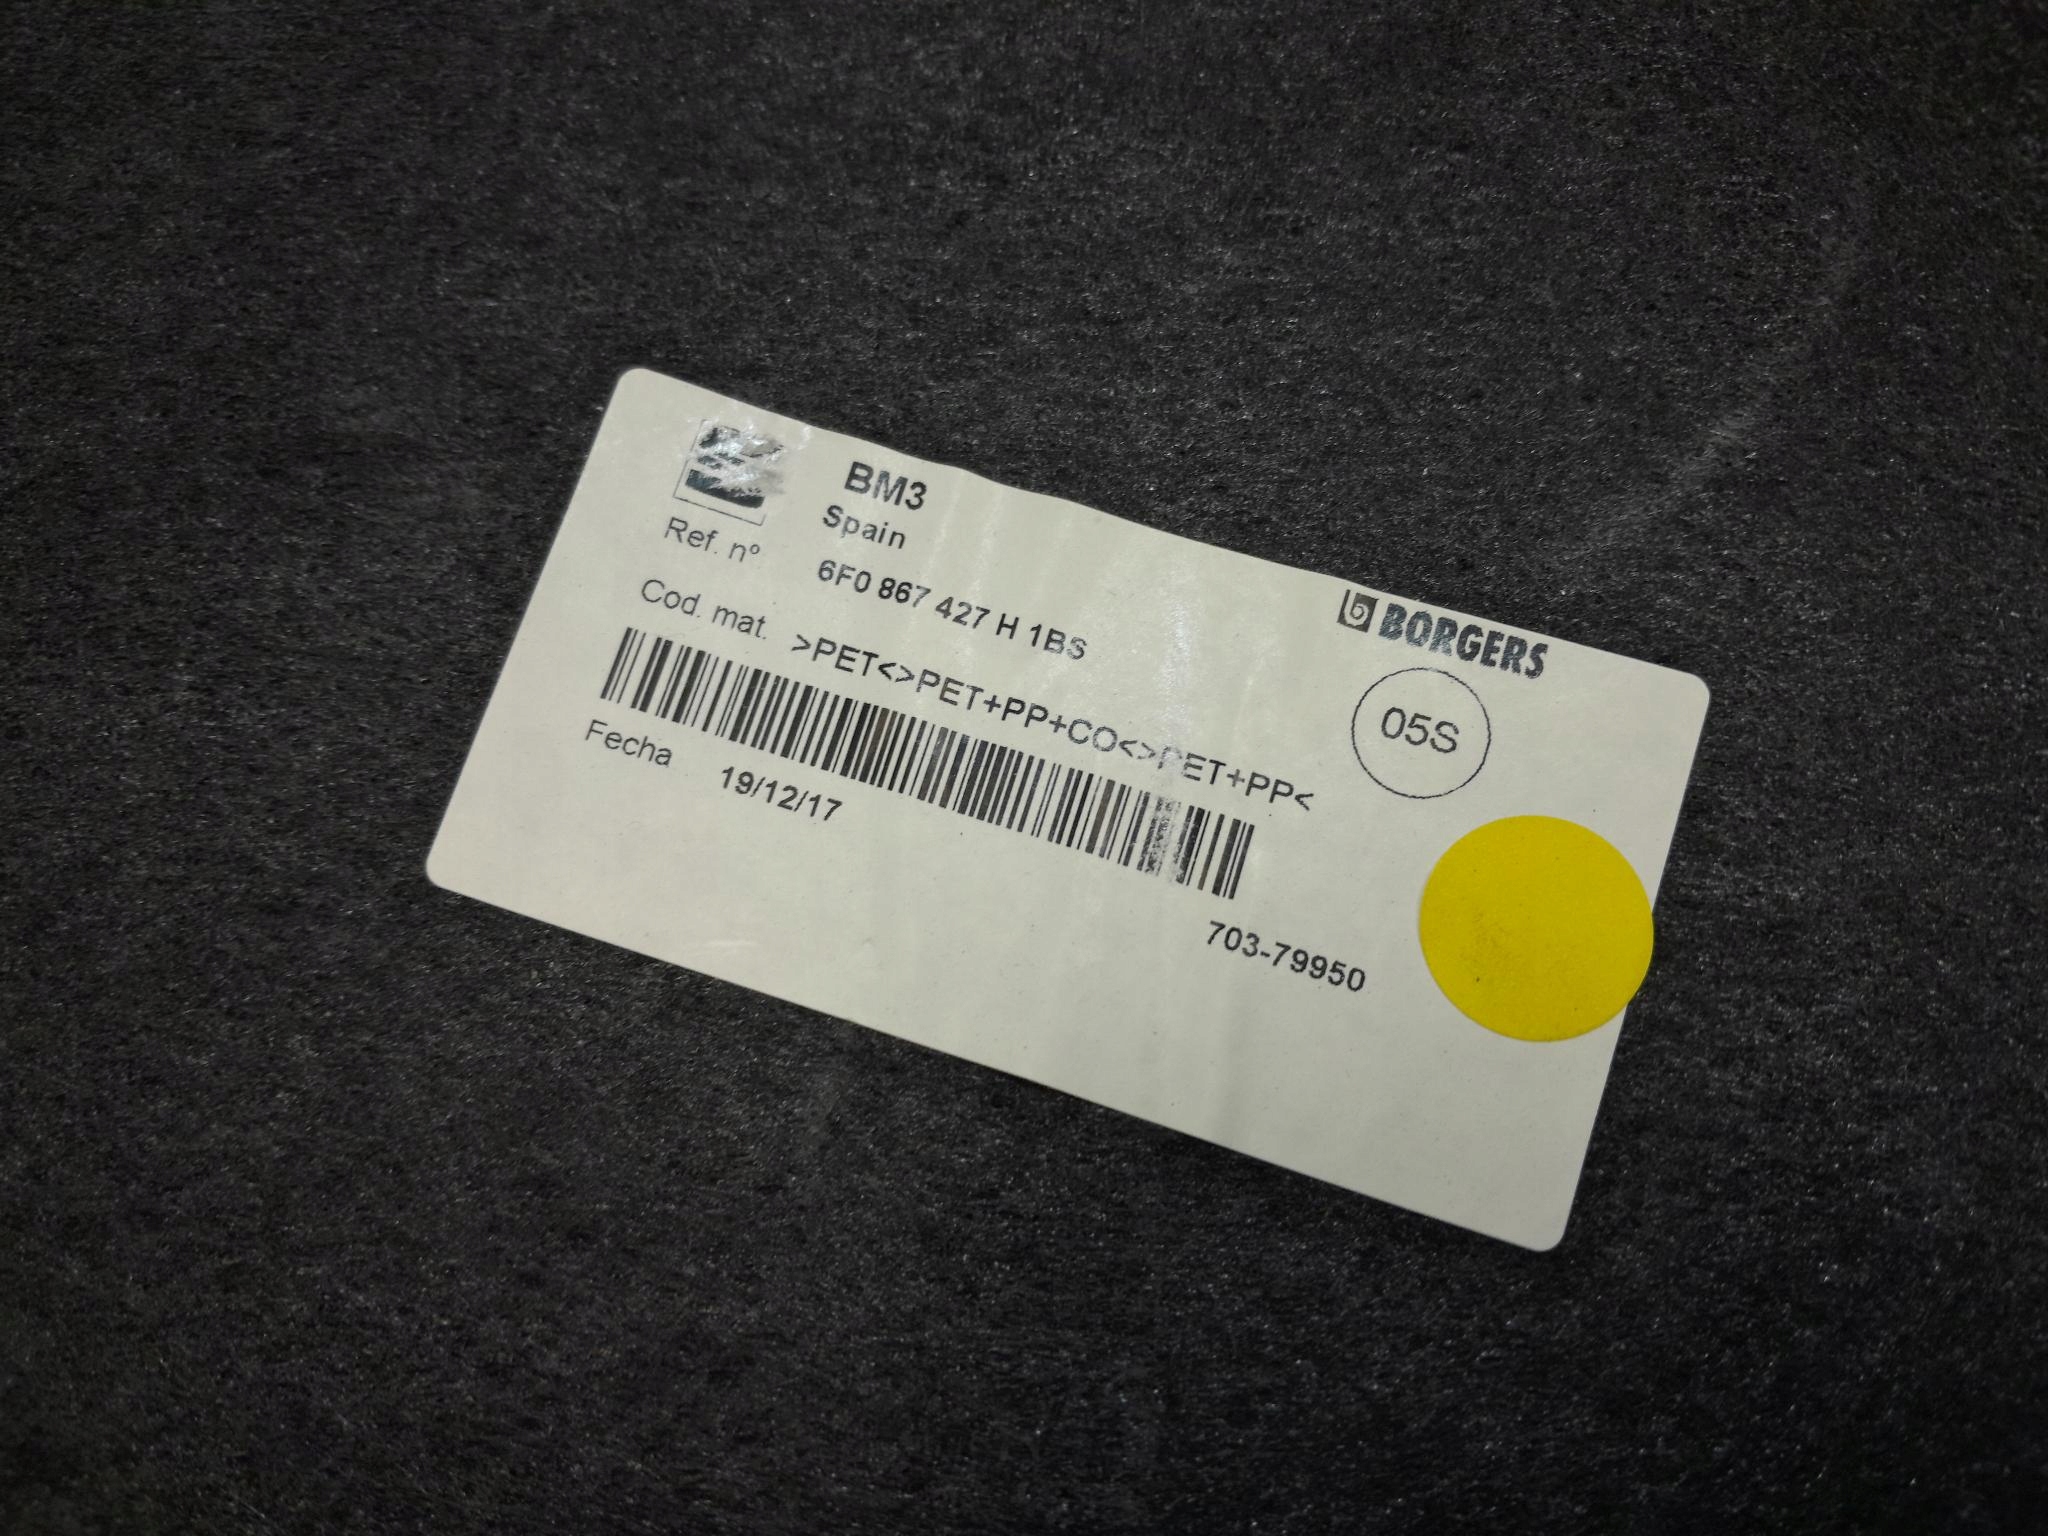 BM3
Spain
BORGERS
Ref. nº 6F0 867 427 H 1BS
05S
Cod. mat. >PET<>PET+PP+CO<>PET+PP<
Fecha 19/12/17
703-79950